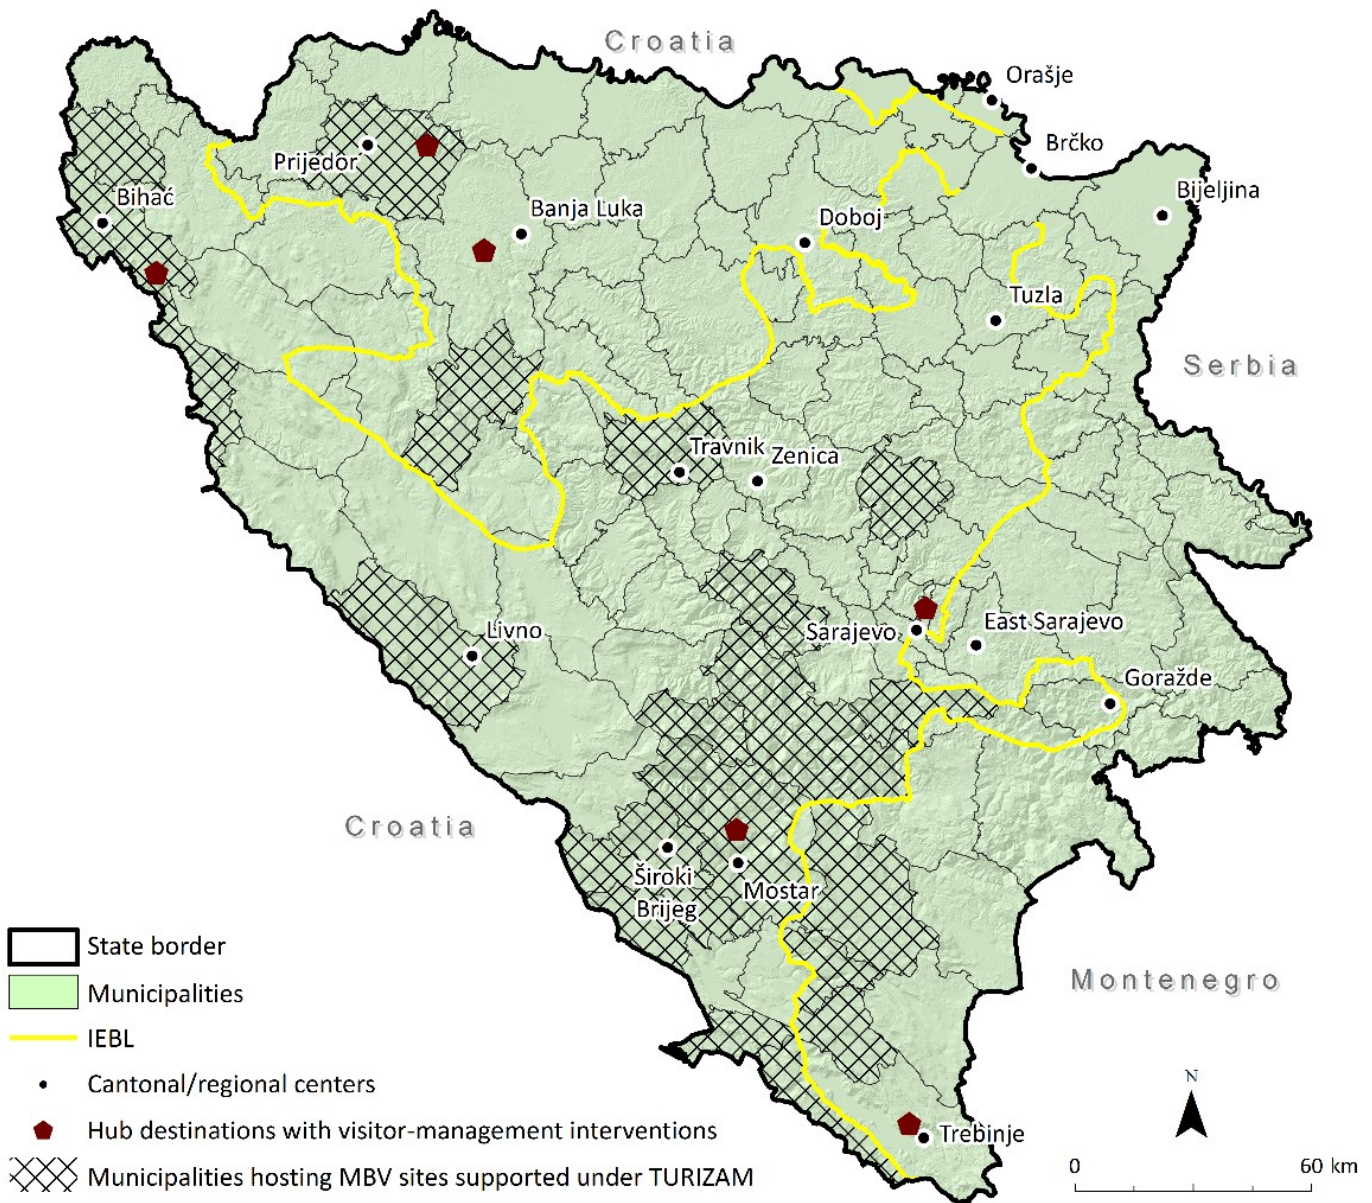 Croatia
Orašje
Brčko
Prijedor
Bijeljina
Bihać
Banja Luka
Doboj
Tuzla
Serbia
Travnik
Zenica
Livno
Sarajevo
East Sarajevo
Goražde
Croatia
Široki
Brijeg
Mostar
Montenegro
Trebinje
State border
Municipalities
IEBL
Cantonal/regional centers
Hub destinations with visitor-management interventions
Municipalities hosting MBV sites supported under TURIZAM
N
0 60 km